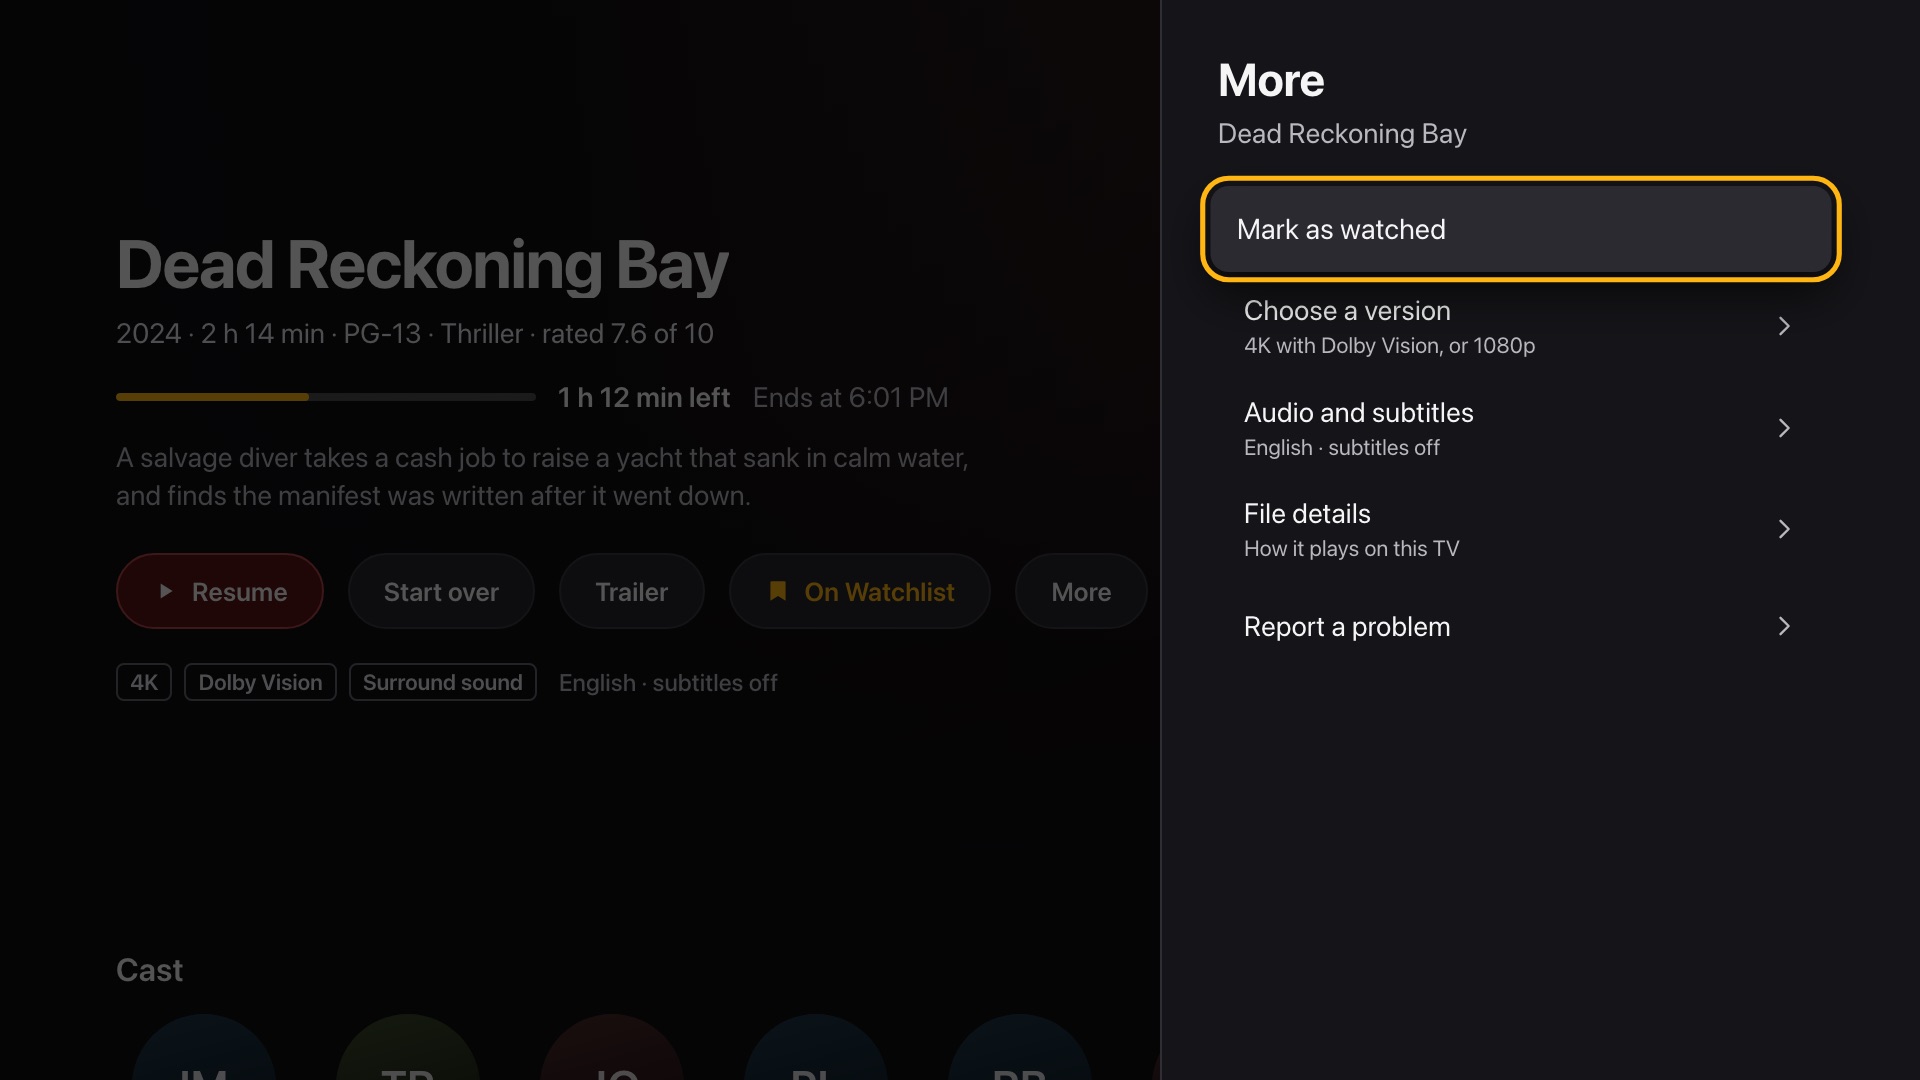 Dead Reckoning Bay
2024 · 2 h 14 min · PG-13 · Thriller · rated 7.6 of 10
1 h 12 min left Ends at 6:01 PM
A salvage diver takes a cash job to raise a yacht that sank in calm water,
and finds the manifest was written after it went down.
Resume Start over Trailer On Watchlist More
4K Dolby Vision Surround sound English · subtitles off
Cast
More
Dead Reckoning Bay
Mark as watched
Choose a version
4K with Dolby Vision, or 1080p
Audio and subtitles
English · subtitles off
File details
How it plays on this TV
Report a problem